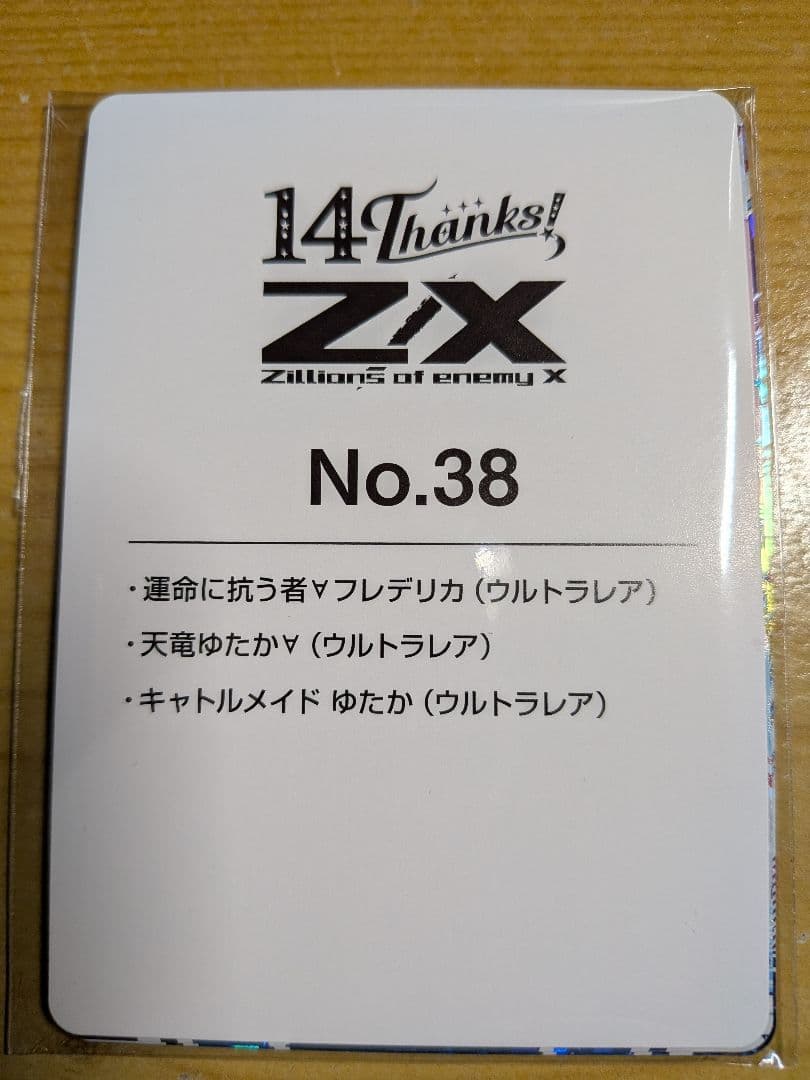 14 Thanks!
Z/X
Zillions of enemy X
No.38
・運命に抗う者∀フレデリカ（ウルトラレア）
・天竜ゆたか∀（ウルトラレア）
・キャトルメイド ゆたか（ウルトラレア）